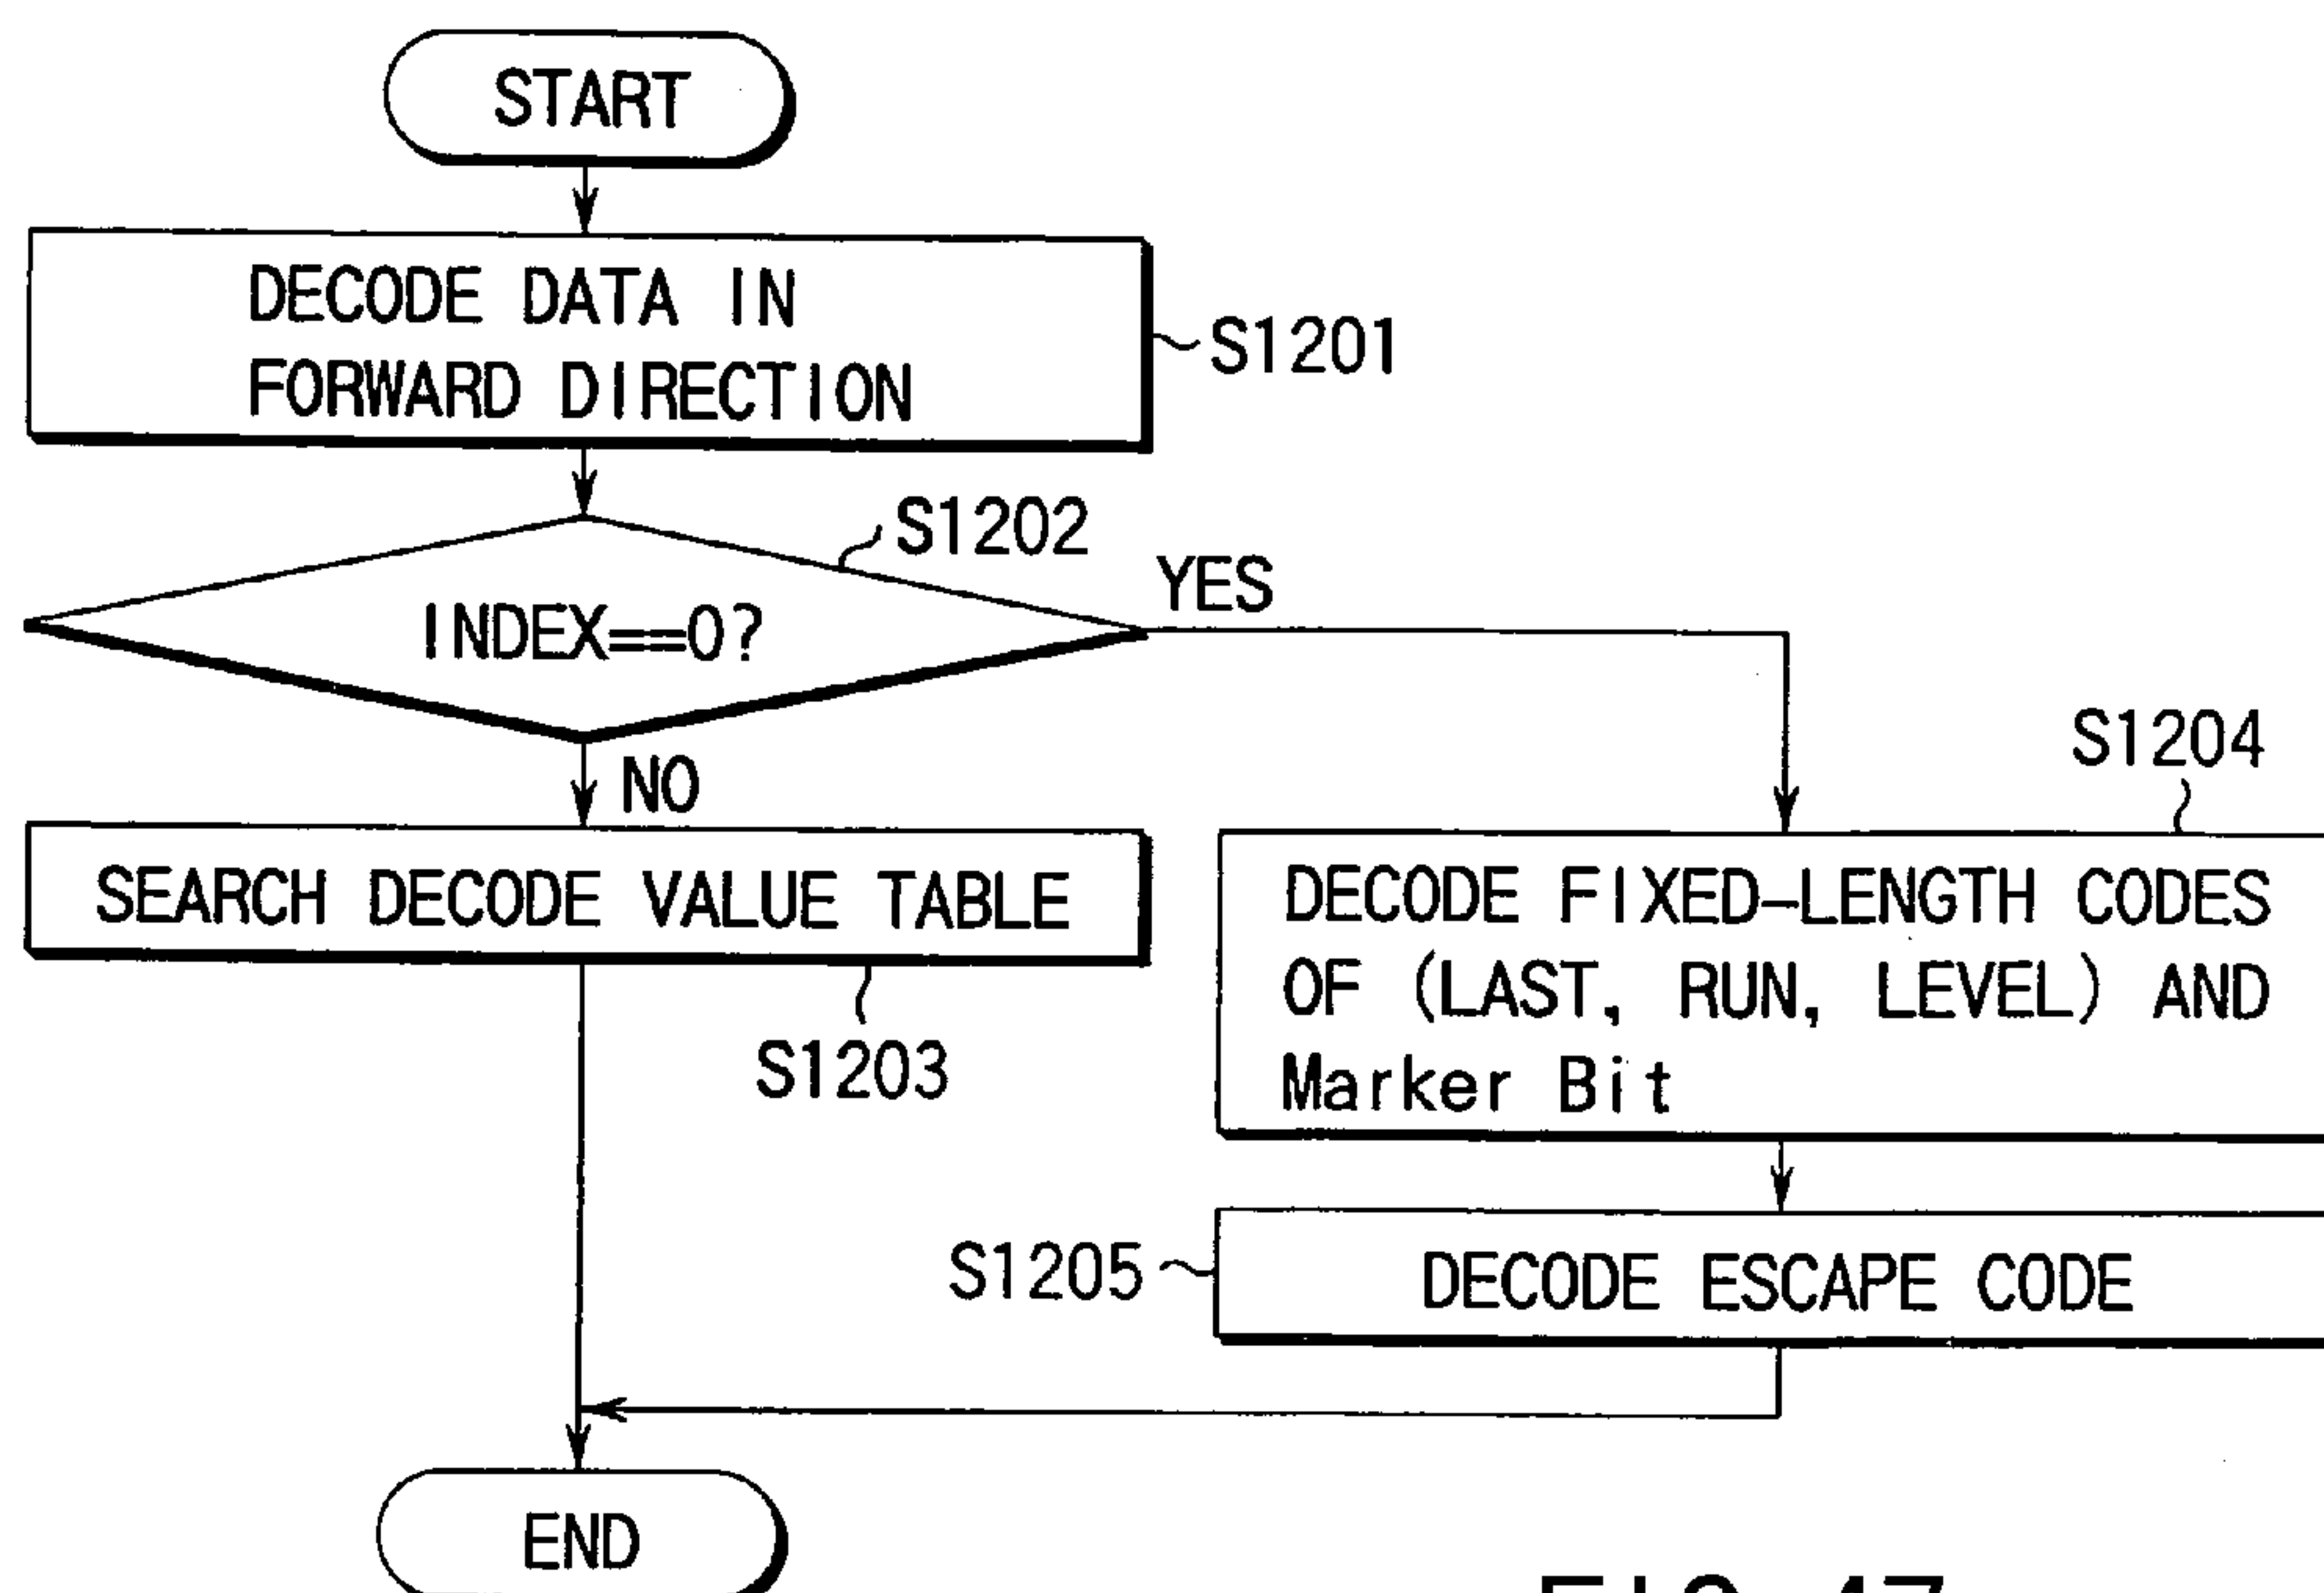 START
DECODE DATA IN
FORWARD DIRECTION
S1201
S1202
INDEX==0?
YES
NO
S1204
SEARCH DECODE VALUE TABLE
S1203
DECODE FIXED-LENGTH CODES
OF (LAST, RUN, LEVEL) AND
Marker Bit
S1205
DECODE ESCAPE CODE
END